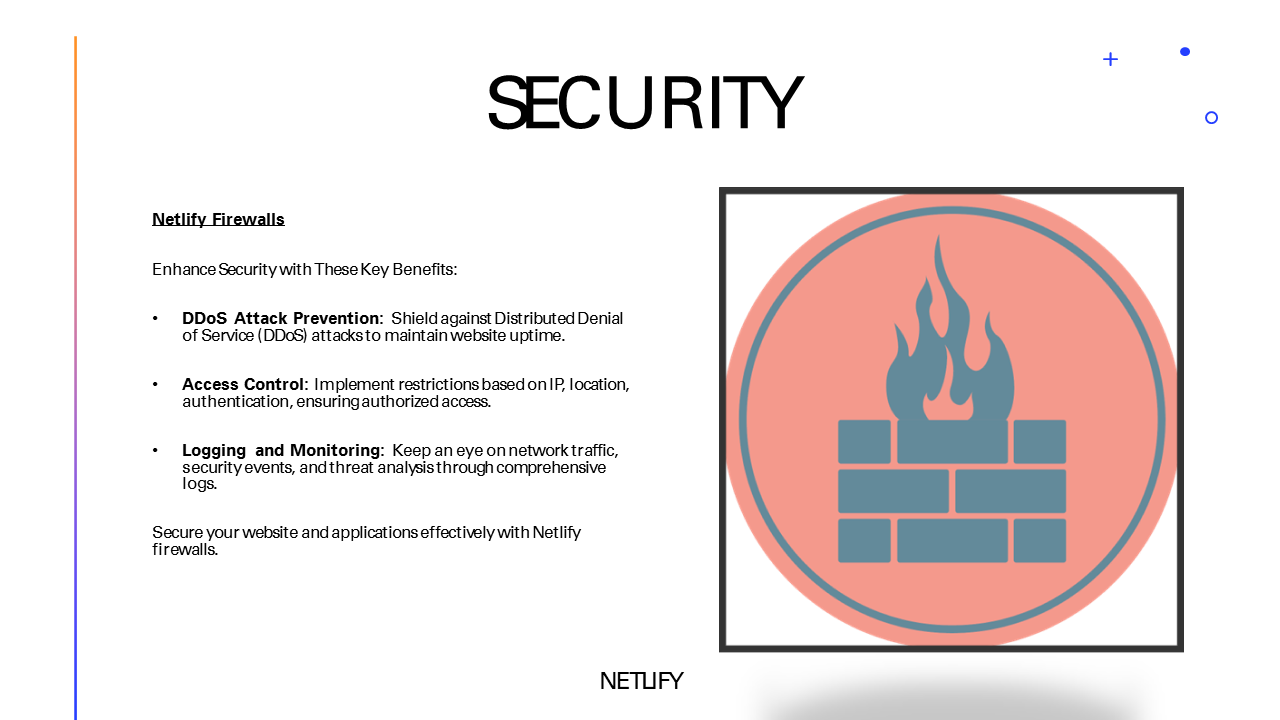 SECURITY
Netlify Firewalls
Enhance Security with These Key Benefits:
• DDoS Attack Prevention: Shield against Distributed Denial
of Service (DDoS) attacks to maintain website uptime.
• Access Control: Implement restrictions based on IP, location,
authentication, ensuring authorized access.
• Logging and Monitoring: Keep an eye on network traffic,
security events, and threat analysis through comprehensive
logs.
Secure your website and applications effectively with Netlify
firewalls.
NETLIFY